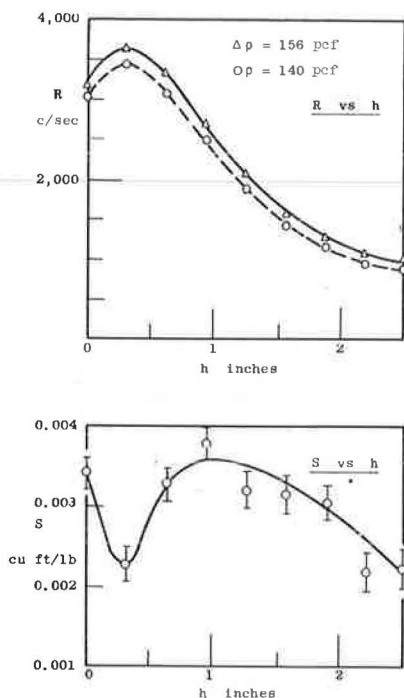 4,000
△ρ = 156 pcf
Oρ = 140 pcf
R
R vs h
c/sec
2,000
0 1 2
h inches
0.004
S vs h
0.003
S
cu ft/lb
0.002
0.001
0 1 2
h inches